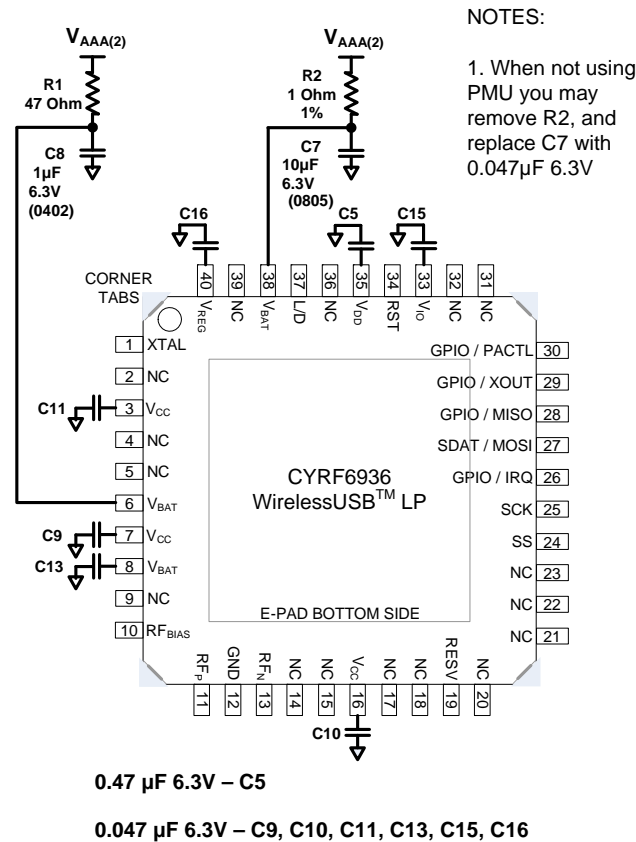 NOTES:
1. When not using
PMU you may
remove R2, and
replace C7 with
0.047µF 6.3V
VAAA(2)
R1
47 Ohm
C8
1µF
6.3V
(0402)
VAAA(2)
R2
1 Ohm
1%
C7
10µF
6.3V
(0805)
C16
C5
C15
CORNER
TABS
40 VREG
39 NC
38 VBAT
37 L/D
36 NC
35 VDD
34 RST
33 VIO
32 NC
31 NC
1 XTAL
2 NC
C11 3 VCC
4 NC
5 NC
6 VBAT
C9 7 VCC
C13 8 VBAT
9 NC
10 RFBIAS
GPIO / PACTL 30
GPIO / XOUT 29
GPIO / MISO 28
SDAT / MOSI 27
GPIO / IRQ 26
SCK 25
SS 24
NC 23
NC 22
NC 21
CYRF6936
WirelessUSB™ LP
E-PAD BOTTOM SIDE
RFP 11
GND 12
RFN 13
NC 14
NC 15
VCC 16
NC 17
NC 18
RESV 19
NC 20
C10
0.47 µF 6.3V – C5
0.047 µF 6.3V – C9, C10, C11, C13, C15, C16